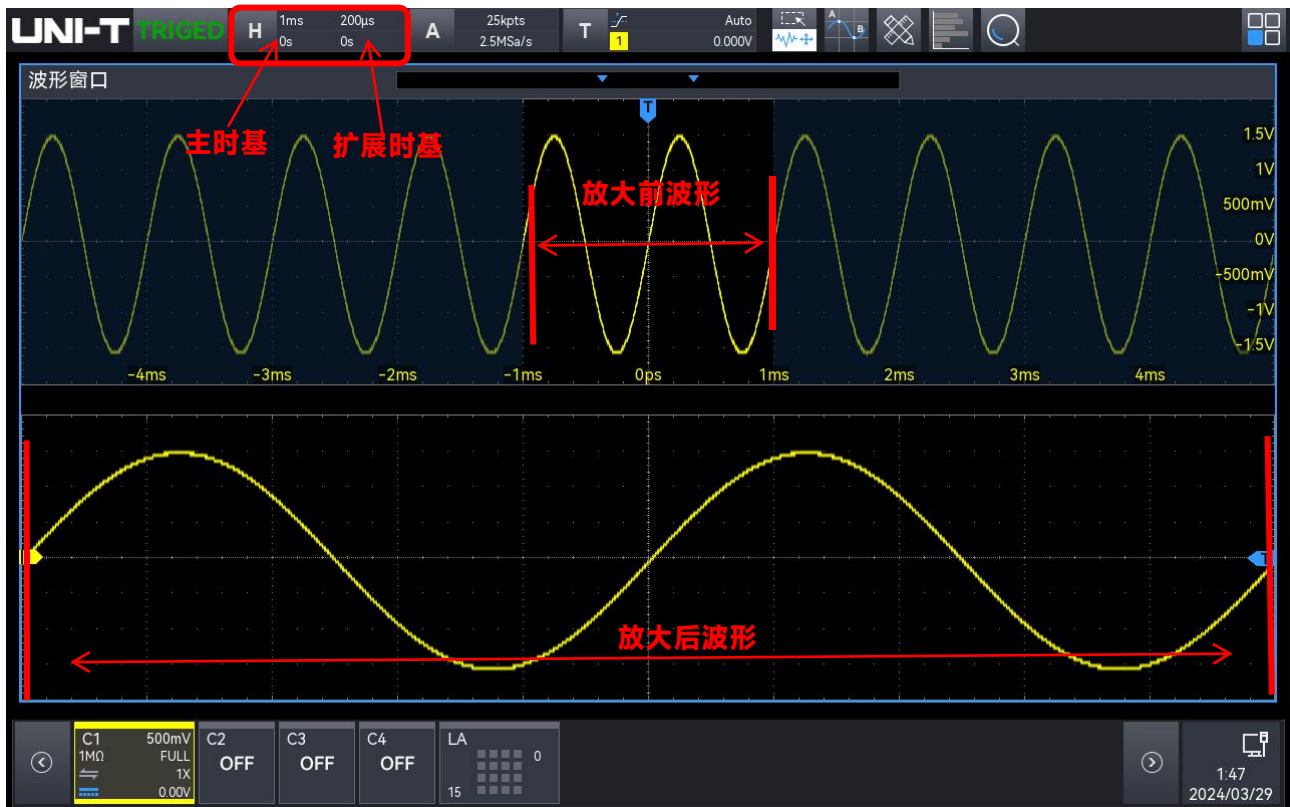 UNI-T TRIGED H 1ms 200μs A 25kpts T Auto
0s 0s 2.5MSa/s 1 0.000V
波形窗口
T
主时基 扩展时基
放大前波形
1.5V
1V
500mV
0V
-500mV
-1V
-1.5V
-4ms -3ms -2ms -1ms 0ps 1ms 2ms 3ms 4ms
T
放大后波形
C1 500mV
1MΩ FULL
1X
0.00V
C2
OFF
C3
OFF
C4
OFF
LA
0
15
1:47
2024/03/29